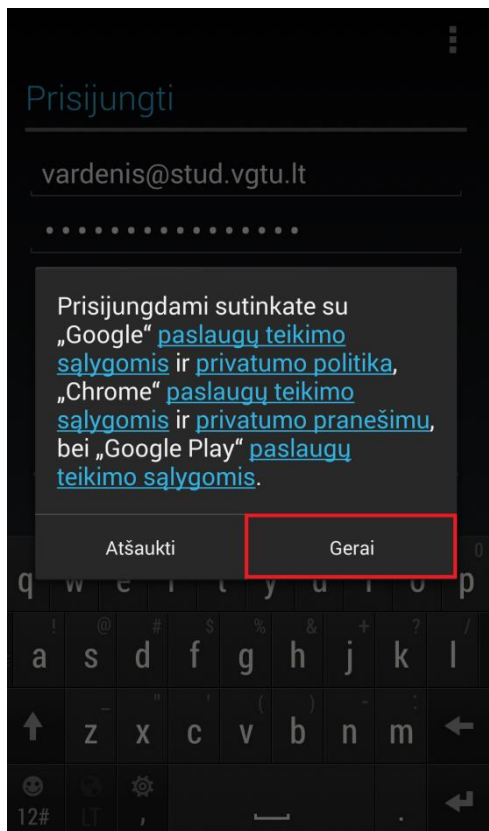 Prisijungti
vardenis@stud.vgtu.lt
Prisijungdami sutinkate su
„Google“ paslaugų teikimo
sąlygomis ir privatumo politika,
„Chrome“ paslaugų teikimo
sąlygomis ir privatumo pranešimu,
bei „Google Play“ paslaugų
teikimo sąlygomis.
Atšaukti Gerai
0
q w e r t y u i o p
! @ # $ % & + ? /
a s d f g h j k l
_ " ' ( ) - :
z x c v b n m
12# LT , .